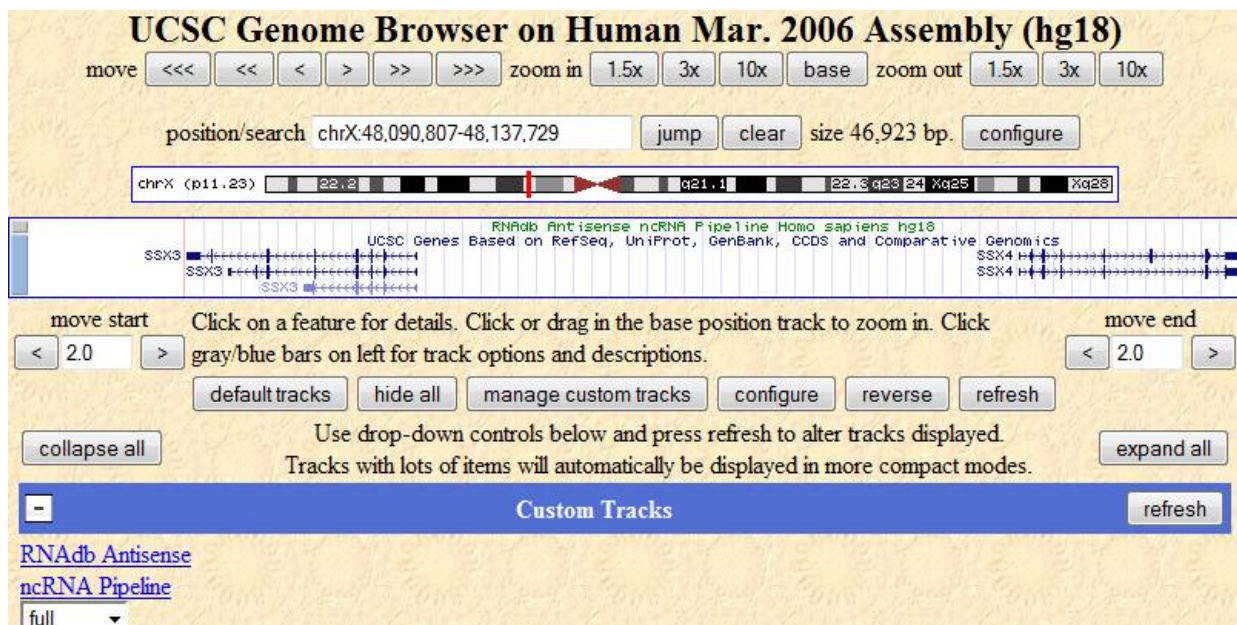 UCSC Genome Browser on Human Mar. 2006 Assembly (hg18)
move <<< << < > >> >>> zoom in 1.5x 3x 10x base zoom out 1.5x 3x 10x
position/search chrX:48,090,807-48,137,729 jump clear size 46,923 bp. configure
chrX (p11.23) 22.2 q21.1 22.3 q23 24 Xq25 Xq28
RNAdb Antisense ncRNA Pipeline Homo sapiens hg18
UCSC Genes Based on RefSeq, UniProt, GenBank, CCDS and Comparative Genomics
SSX3 SSX4
SSX3 SSX4
SSX3
move start Click on a feature for details. Click or drag in the base position track to zoom in. Click move end
< 2.0 > gray/blue bars on left for track options and descriptions. < 2.0 >
default tracks hide all manage custom tracks configure reverse refresh
collapse all Use drop-down controls below and press refresh to alter tracks displayed. expand all
Tracks with lots of items will automatically be displayed in more compact modes.
- Custom Tracks refresh
RNAdb Antisense
ncRNA Pipeline
full